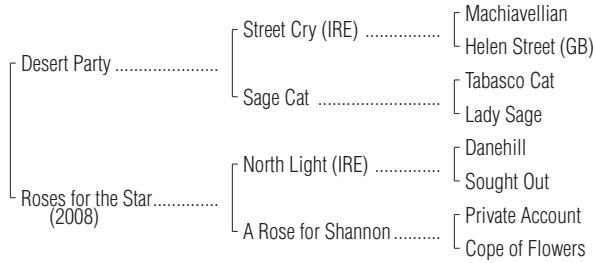 Machiavellian
Street Cry (IRE) ................
Helen Street (GB)
Desert Party ......................
Tabasco Cat
Sage Cat ..........................
Lady Sage
Danehill
North Light (IRE) ..............
Sought Out
Roses for the Star..............
(2008)
Private Account
A Rose for Shannon..........
Cope of Flowers